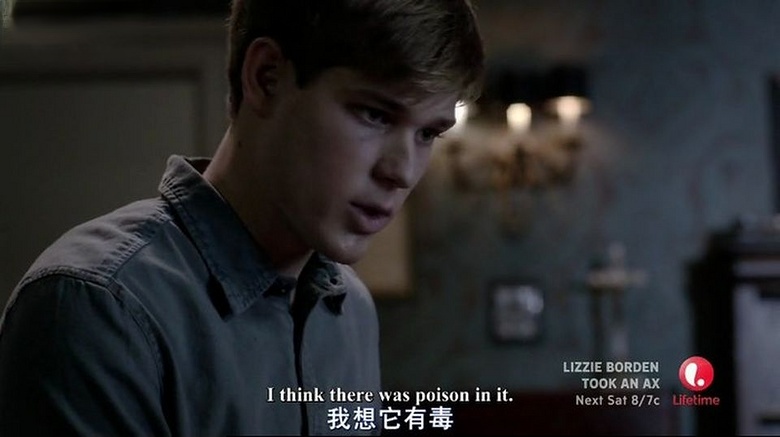 LIZZIE BORDEN
TOOK AN AX
Next Sat 8/7c
Lifetime
I think there was poison in it.
我想它有毒